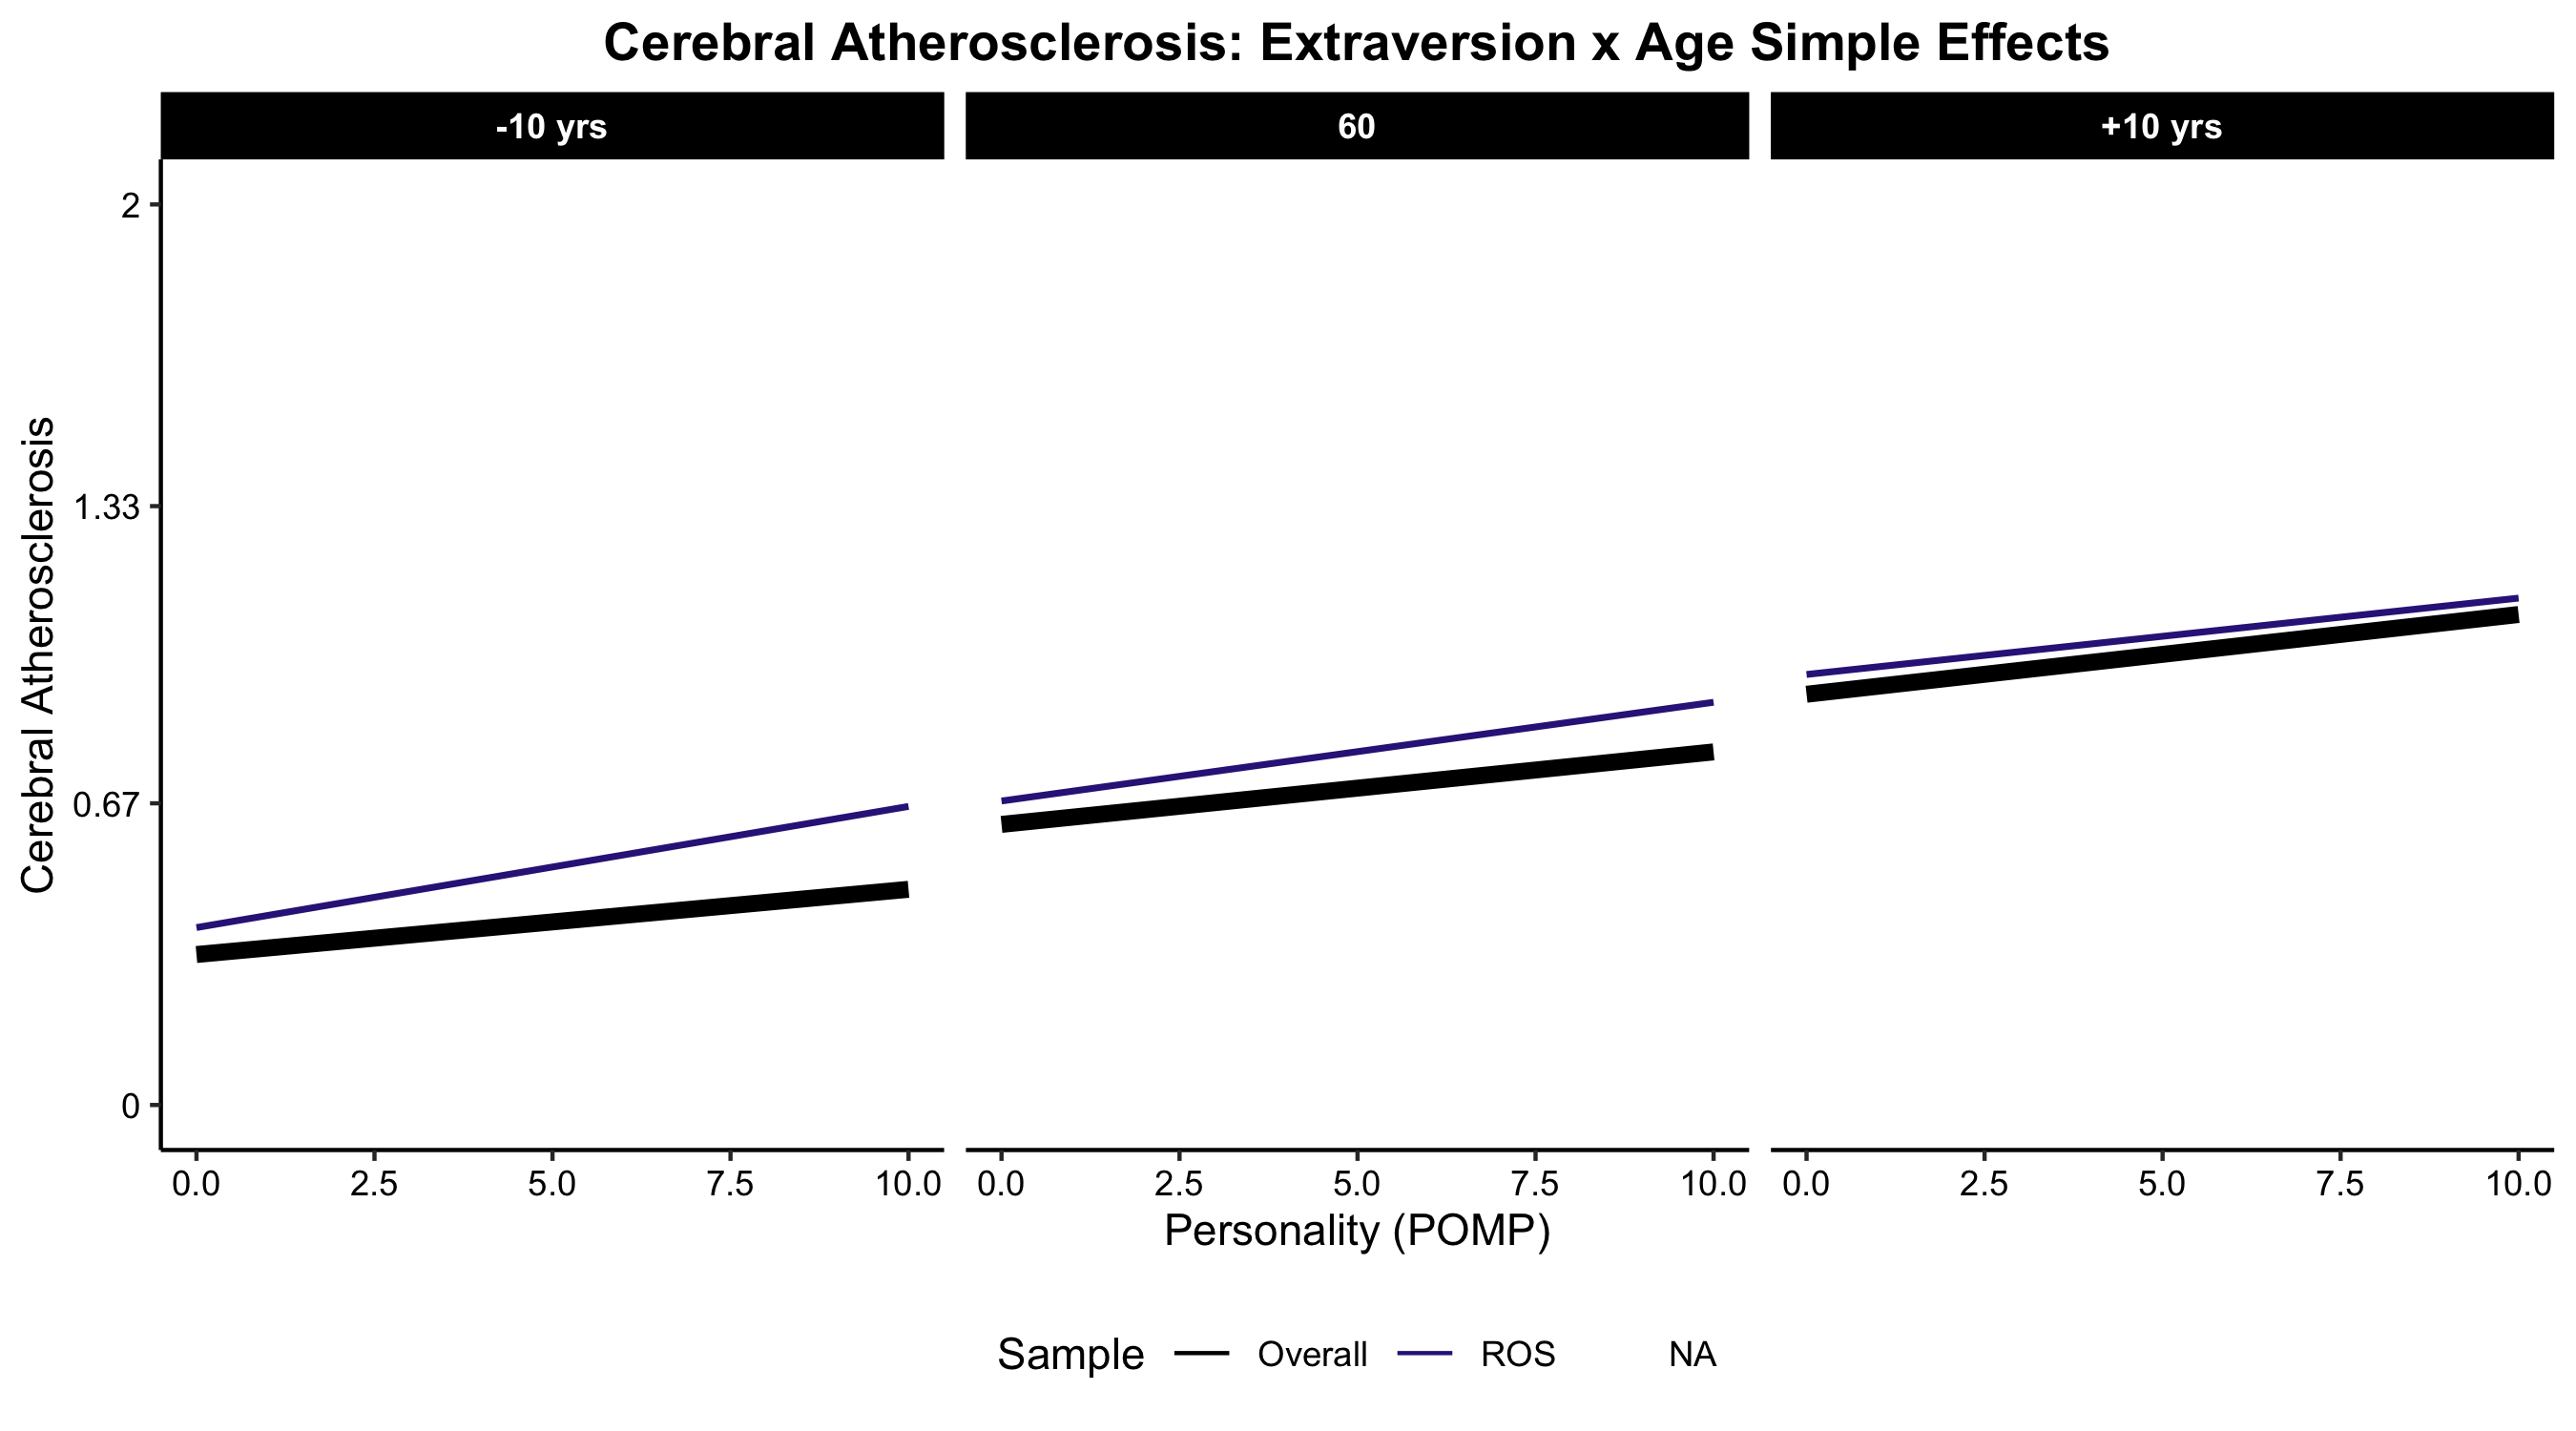 Cerebral Atherosclerosis: Extraversion x Age Simple Effects
-10 yrs
60
+10 yrs
Cerebral Atherosclerosis
2
1.33
0.67
0
0.0 2.5 5.0 7.5 10.0
0.0 2.5 5.0 7.5 10.0
0.0 2.5 5.0 7.5 10.0
Personality (POMP)
Sample Overall ROS NA